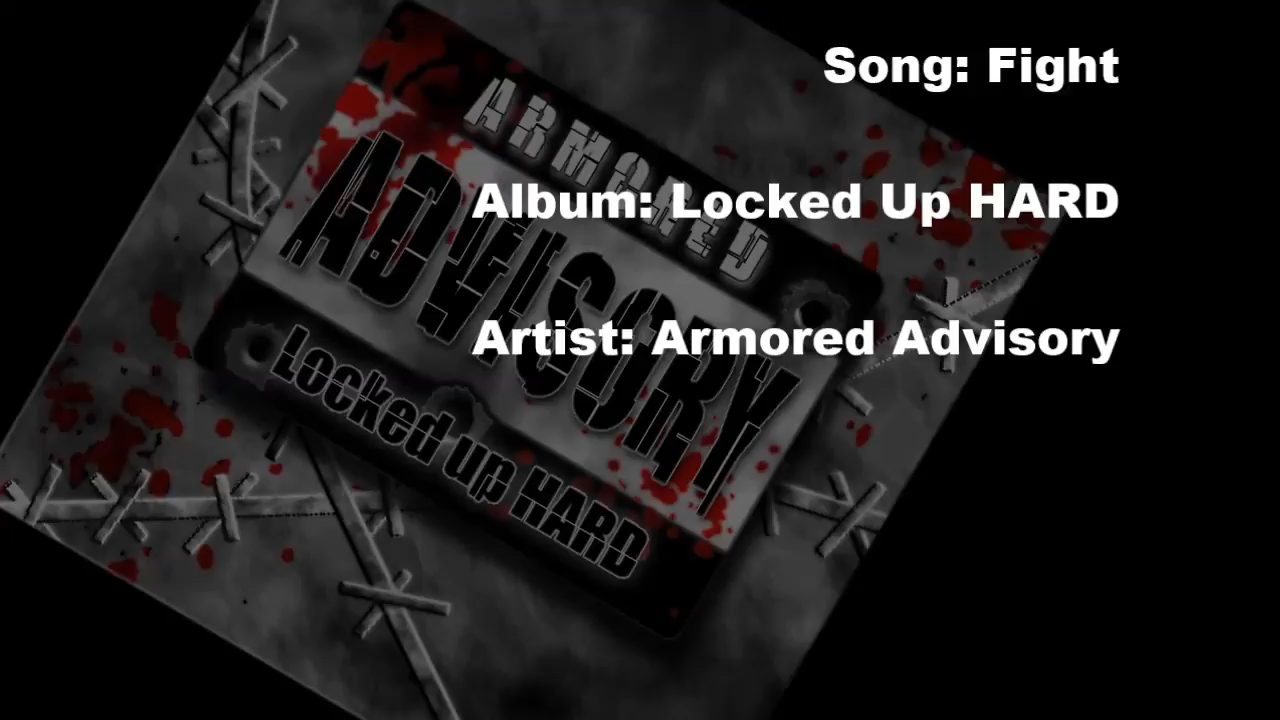 Song: Fight
Album: Locked Up HARD
Artist: Armored Advisory
ARMORED
ADVISORY
Locked up HARD